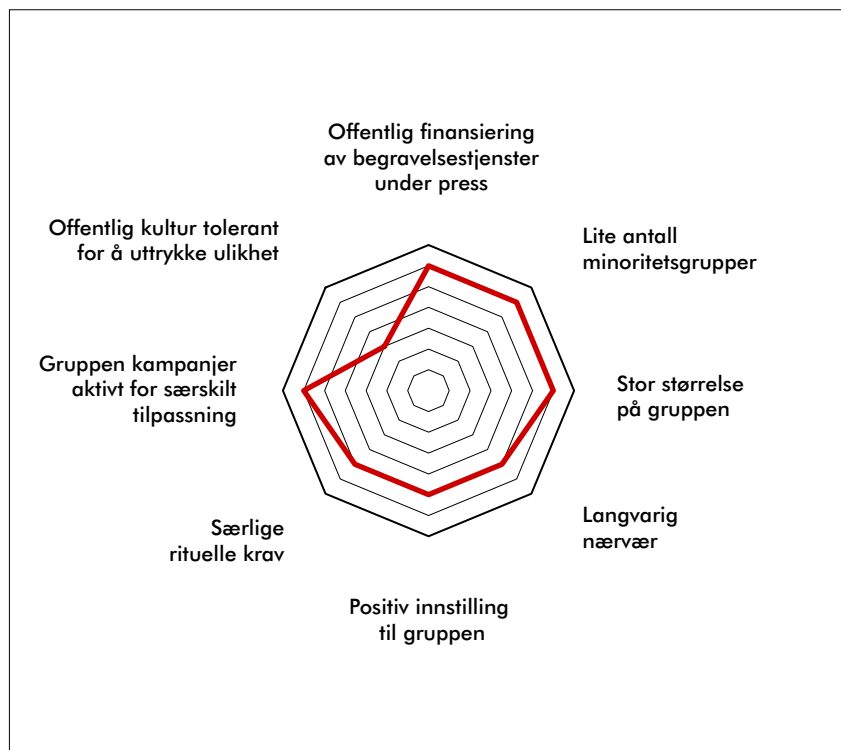 Offentlig finansiering
av begravelsestjenster
under press
Offentlig kultur tolerant
for å uttrykke ulikhet
Lite antall
minoritetsgrupper
Gruppen kampanjer
aktivt for særskilt
tilpassning
Stor størrelse
på gruppen
Særlige
rituelle krav
Langvarig
nærvær
Positiv innstilling
til gruppen